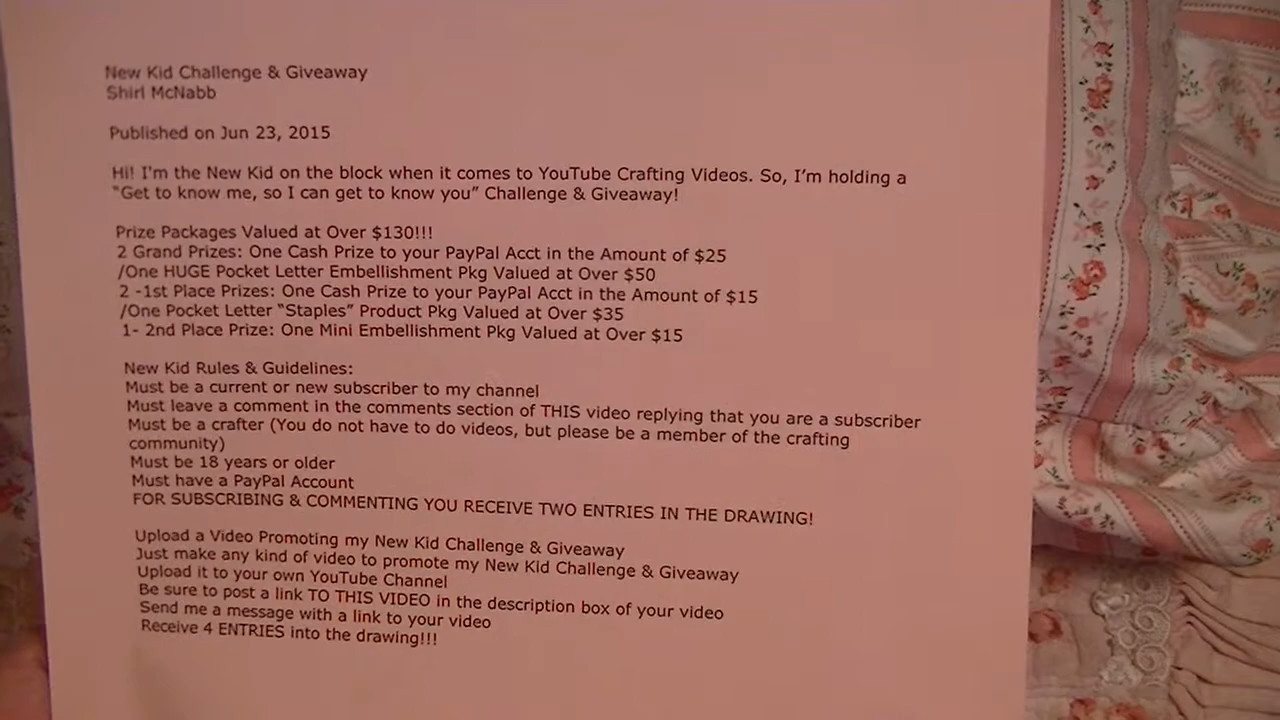 New Kid Challenge & Giveaway
Shirl McNabb
Published on Jun 23, 2015
Hi! I'm the New Kid on the block when it comes to YouTube Crafting Videos. So, I'm holding a
"Get to know me, so I can get to know you" Challenge & Giveaway!
Prize Packages Valued at Over $130!!!
2 Grand Prizes: One Cash Prize to your PayPal Acct in the Amount of $25
/One HUGE Pocket Letter Embellishment Pkg Valued at Over $50
2 -1st Place Prizes: One Cash Prize to your PayPal Acct in the Amount of $15
/One Pocket Letter "Staples" Product Pkg Valued at Over $35
1- 2nd Place Prize: One Mini Embellishment Pkg Valued at Over $15
New Kid Rules & Guidelines:
Must be a current or new subscriber to my channel
Must leave a comment in the comments section of THIS video replying that you are a subscriber
Must be a crafter (You do not have to do videos, but please be a member of the crafting
community)
Must be 18 years or older
Must have a PayPal Account
FOR SUBSCRIBING & COMMENTING YOU RECEIVE TWO ENTRIES IN THE DRAWING!
Upload a Video Promoting my New Kid Challenge & Giveaway
Just make any kind of video to promote my New Kid Challenge & Giveaway
Upload it to your own YouTube Channel
Be sure to post a link TO THIS VIDEO in the description box of your video
Send me a message with a link to your video
Receive 4 ENTRIES into the drawing!!!